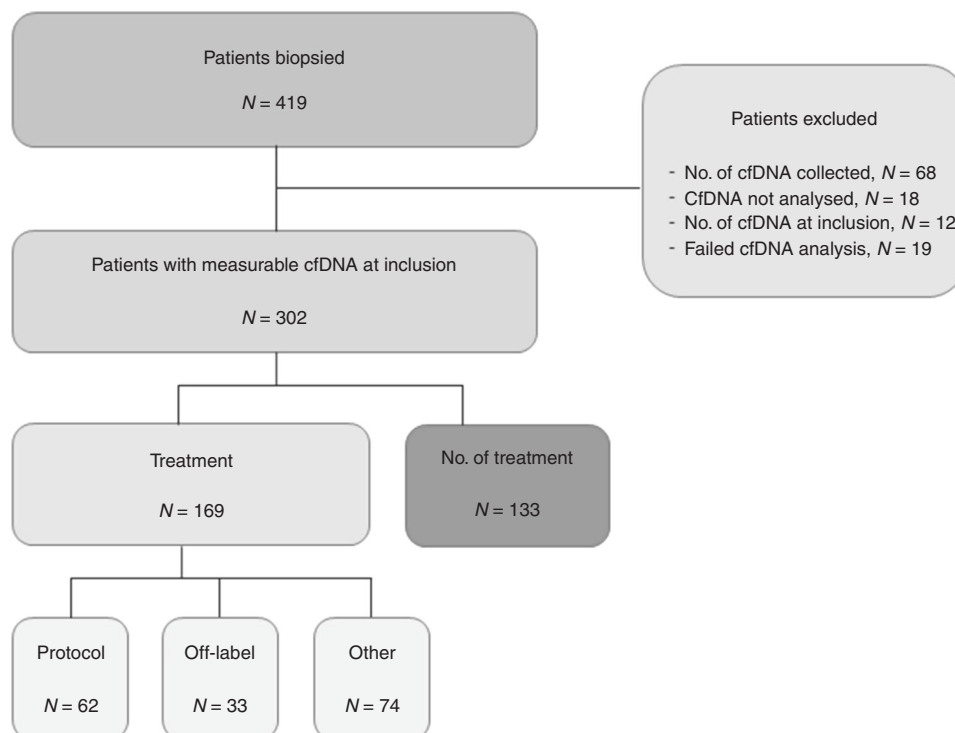 Patients biopsied
N = 419
Patients excluded
- No. of cfDNA collected, N = 68
- CfDNA not analysed, N = 18
- No. of cfDNA at inclusion, N = 12
- Failed cfDNA analysis, N = 19
Patients with measurable cfDNA at inclusion
N = 302
Treatment
N = 169
No. of treatment
N = 133
Protocol
N = 62
Off-label
N = 33
Other
N = 74